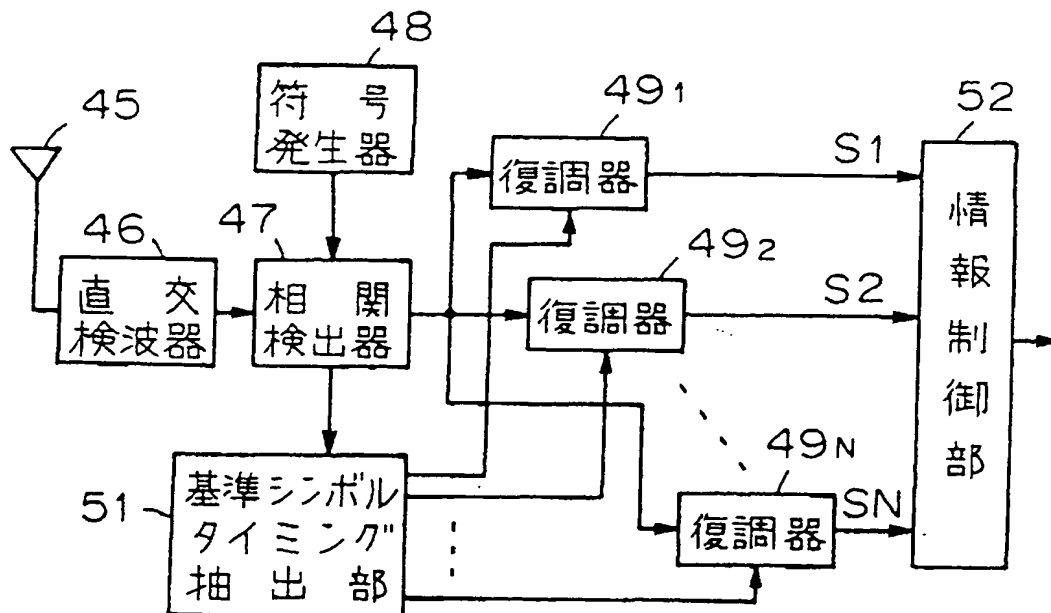 48
符号
発生器
45
46
直交
検波器
47
相関
検出器
49₁
復調器
S1
49₂
復調器
S2
49N
復調器
SN
52
情報制御部
51
基準シンボル
タイミング
抽出部